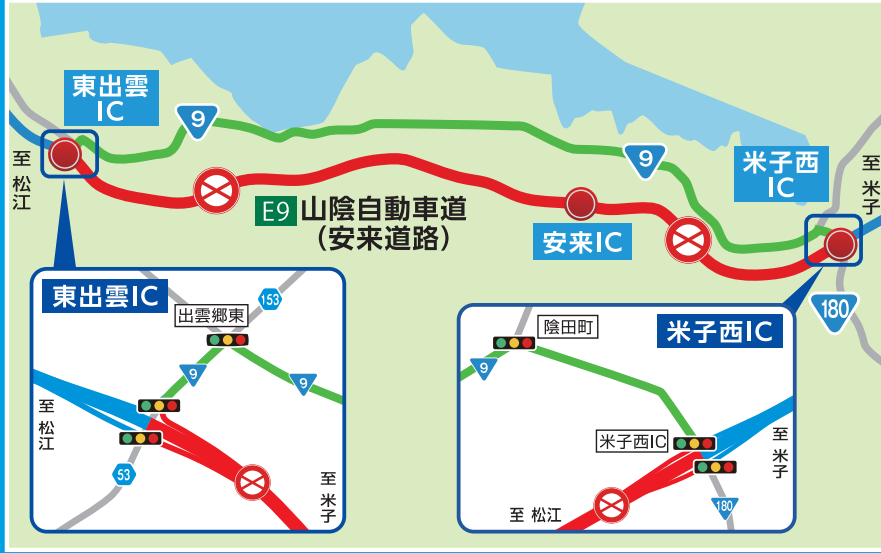 東出雲
IC
9
9
米子西
IC
至 松江
至 米子
E9 山陰自動車道
(安来道路)
安来IC
180
東出雲IC
153
出雲郷東
9
9
至 松江
53
至 米子
米子西IC
陰田町
9
米子西IC
至 米子
至 松江
180